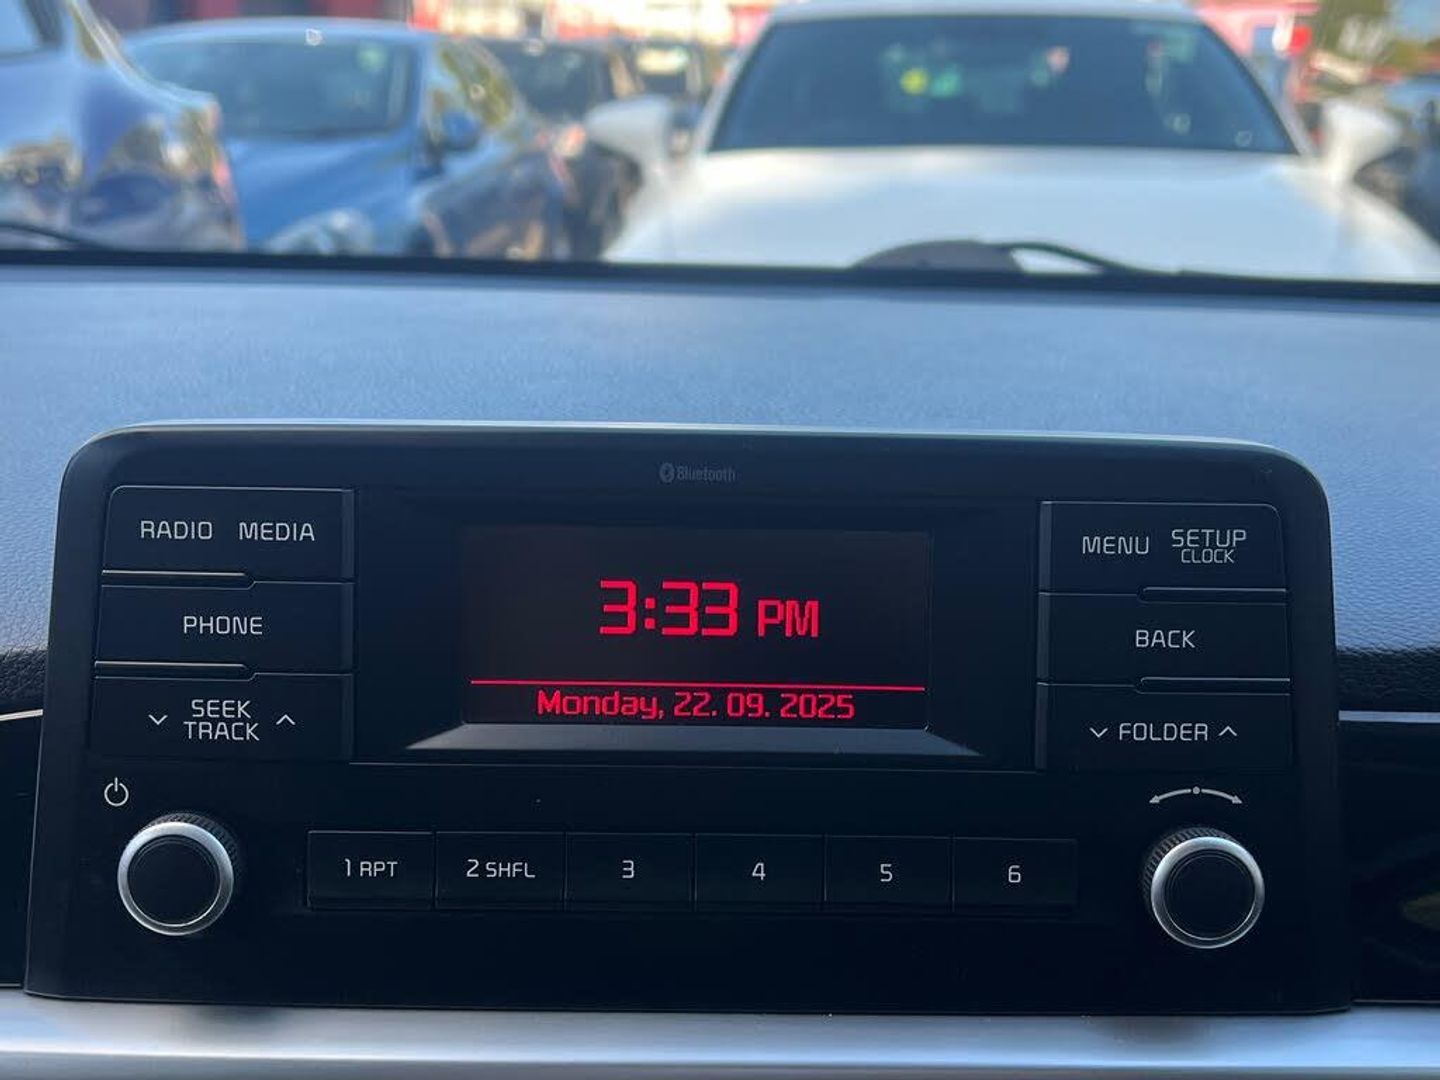 Bluetooth
RADIO MEDIA
PHONE
SEEK
TRACK
3:33 PM
Monday, 22. 09. 2025
MENU SETUP
CLOCK
BACK
FOLDER
1 RPT 2 SHFL 3 4 5 6